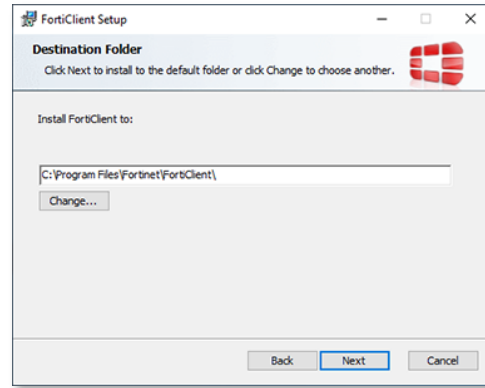 FortiClient Setup
Destination Folder
Click Next to install to the default folder or click Change to choose another.
Install FortiClient to:
C:\Program Files\Fortinet\FortiClient\
Change...
Back Next Cancel